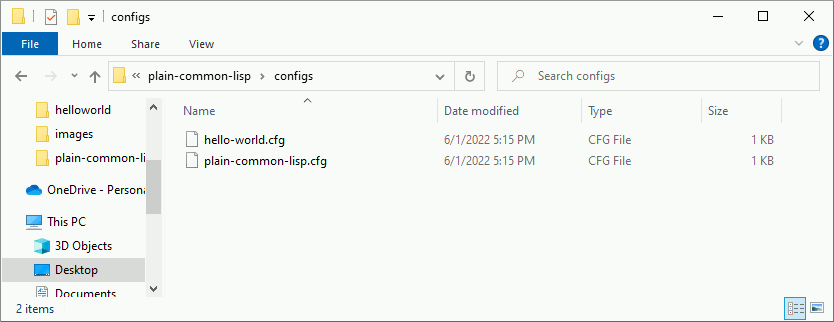 configs
File Home Share View
« plain-common-lisp > configs Search configs
Name Date modified Type Size
helloworld
images
plain-common-li
OneDrive - Persona
This PC
3D Objects
Desktop
Documents
hello-world.cfg 6/1/2022 5:15 PM CFG File 1 KB
plain-common-lisp.cfg 6/1/2022 5:15 PM CFG File 1 KB
2 items